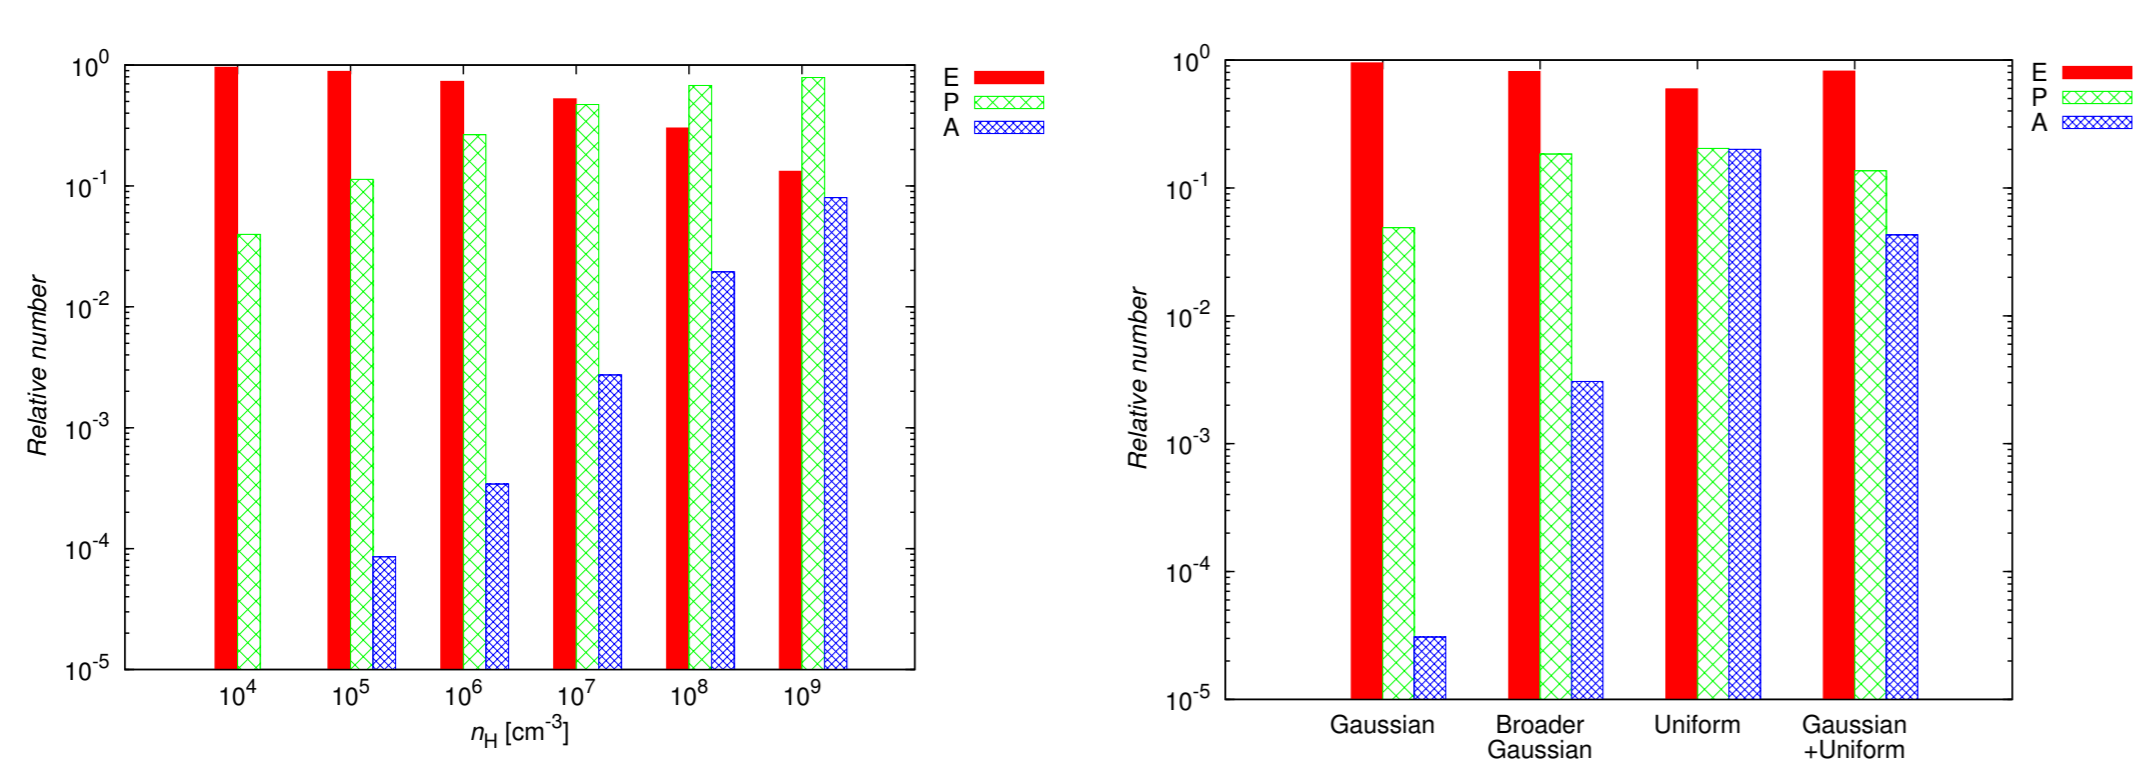 10^0
10^-1
10^-2
10^-3
10^-4
10^-5
Relative number
10^4 10^5 10^6 10^7 10^8 10^9
n_H [cm^-3]
E
P
A
10^0
10^-1
10^-2
10^-3
10^-4
10^-5
Relative number
Gaussian Broader Uniform Gaussian
Gaussian +Uniform
E
P
A